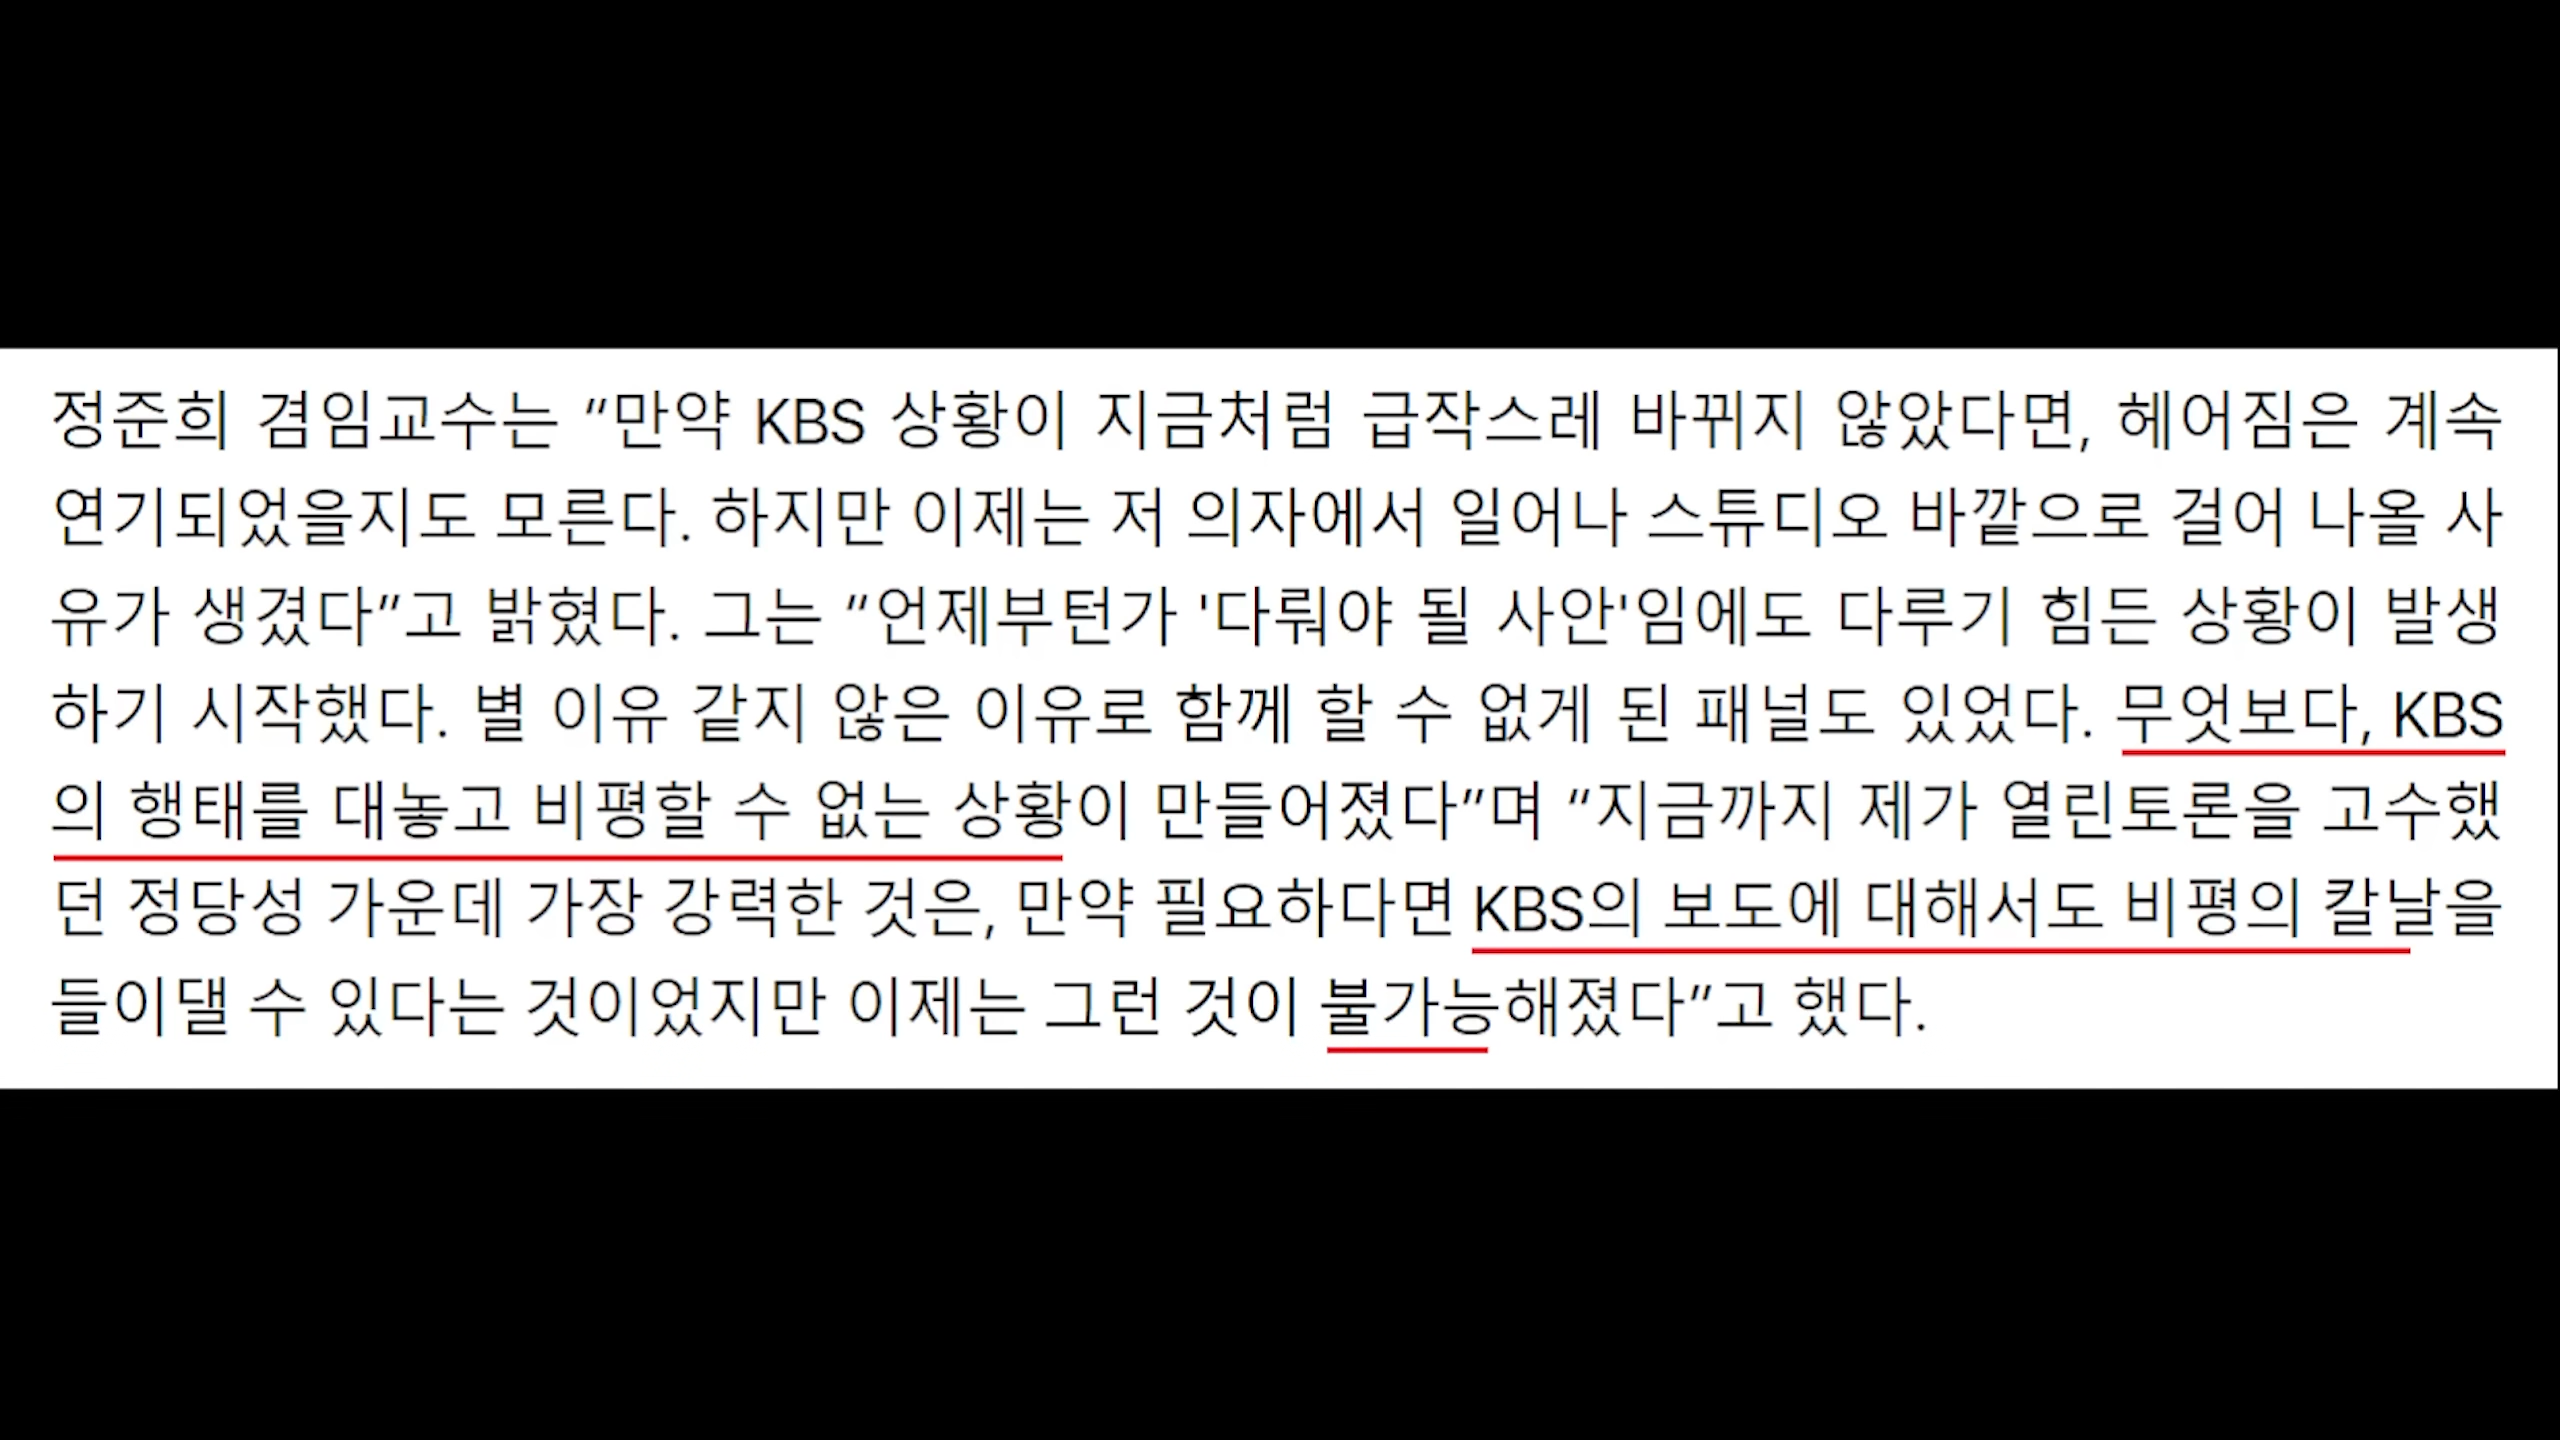 정준희 겸임교수는 “만약 KBS 상황이 지금처럼 급작스레 바뀌지 않았다면, 헤어짐은 계속
연기되었을지도 모른다. 하지만 이제는 저 의자에서 일어나 스튜디오 바깥으로 걸어 나올 사
유가 생겼다”고 밝혔다. 그는 “언제부턴가 '다뤄야 될 사안'임에도 다루기 힘든 상황이 발생
하기 시작했다. 별 이유 같지 않은 이유로 함께 할 수 없게 된 패널도 있었다. 무엇보다, KBS
의 행태를 대놓고 비평할 수 없는 상황이 만들어졌다”며 “지금까지 제가 열린토론을 고수했
던 정당성 가운데 가장 강력한 것은, 만약 필요하다면 KBS의 보도에 대해서도 비평의 칼날을
들이댈 수 있다는 것이었지만 이제는 그런 것이 불가능해졌다”고 했다.